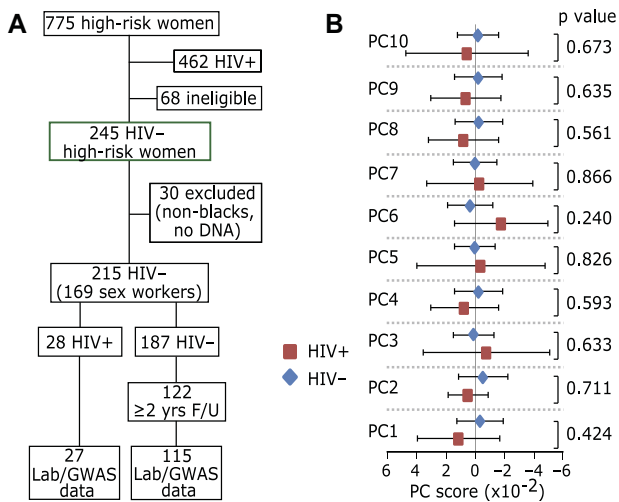 A
775 high-risk women
462 HIV+
68 ineligible
245 HIV−
high-risk women
30 excluded
(non-blacks,
no DNA)
215 HIV−
(169 sex workers)
28 HIV+
187 HIV−
122
≥2 yrs F/U
27
Lab/GWAS
data
115
Lab/GWAS
data
HIV+
HIV−
B
p value
PC10
0.673
PC9
0.635
PC8
0.561
PC7
0.866
PC6
0.240
PC5
0.826
PC4
0.593
PC3
0.633
PC2
0.711
PC1
0.424
6 4 2 0 −2 −4 −6
PC score (x10⁻²)